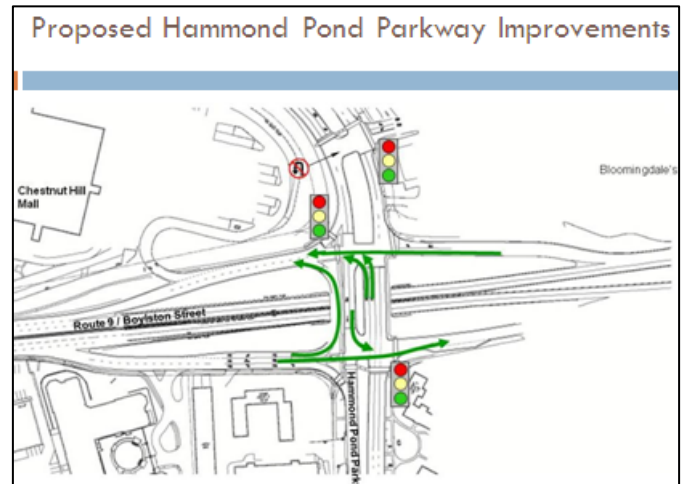 Proposed Hammond Pond Parkway Improvements
Bloomingdale's
Chestnut Hill
Mall
Route 9 / Boylston Street
Hammond Pond Park